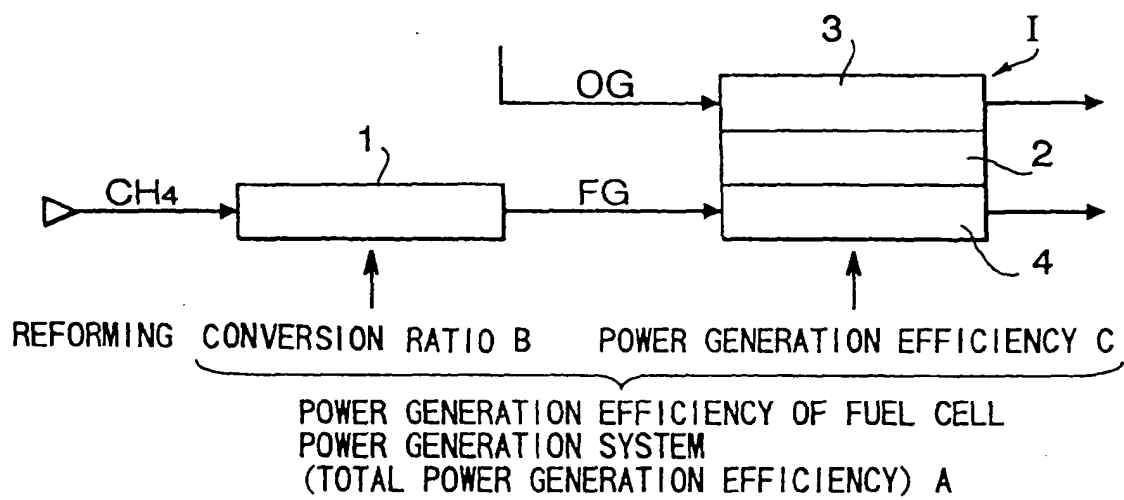 3
I
OG
1
2
CH4
FG
4
REFORMING CONVERSION RATIO B POWER GENERATION EFFICIENCY C
POWER GENERATION EFFICIENCY OF FUEL CELL
POWER GENERATION SYSTEM
(TOTAL POWER GENERATION EFFICIENCY) A